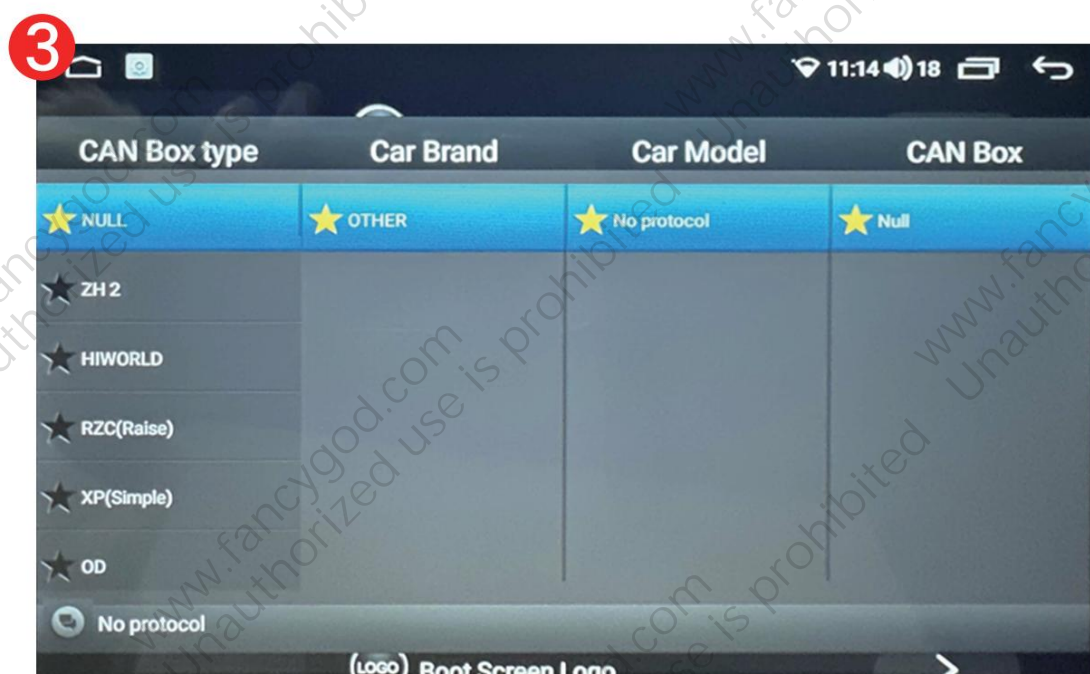 3
11:14 18
CAN Box type Car Brand Car Model CAN Box
NULL OTHER No protocol Null
ZH 2
HIWORLD
RZC(Raise)
XP(Simple)
OD
No protocol
(LOGO) Boot Screen Logo
www.fancygod.com
Unauthorized use is prohibited